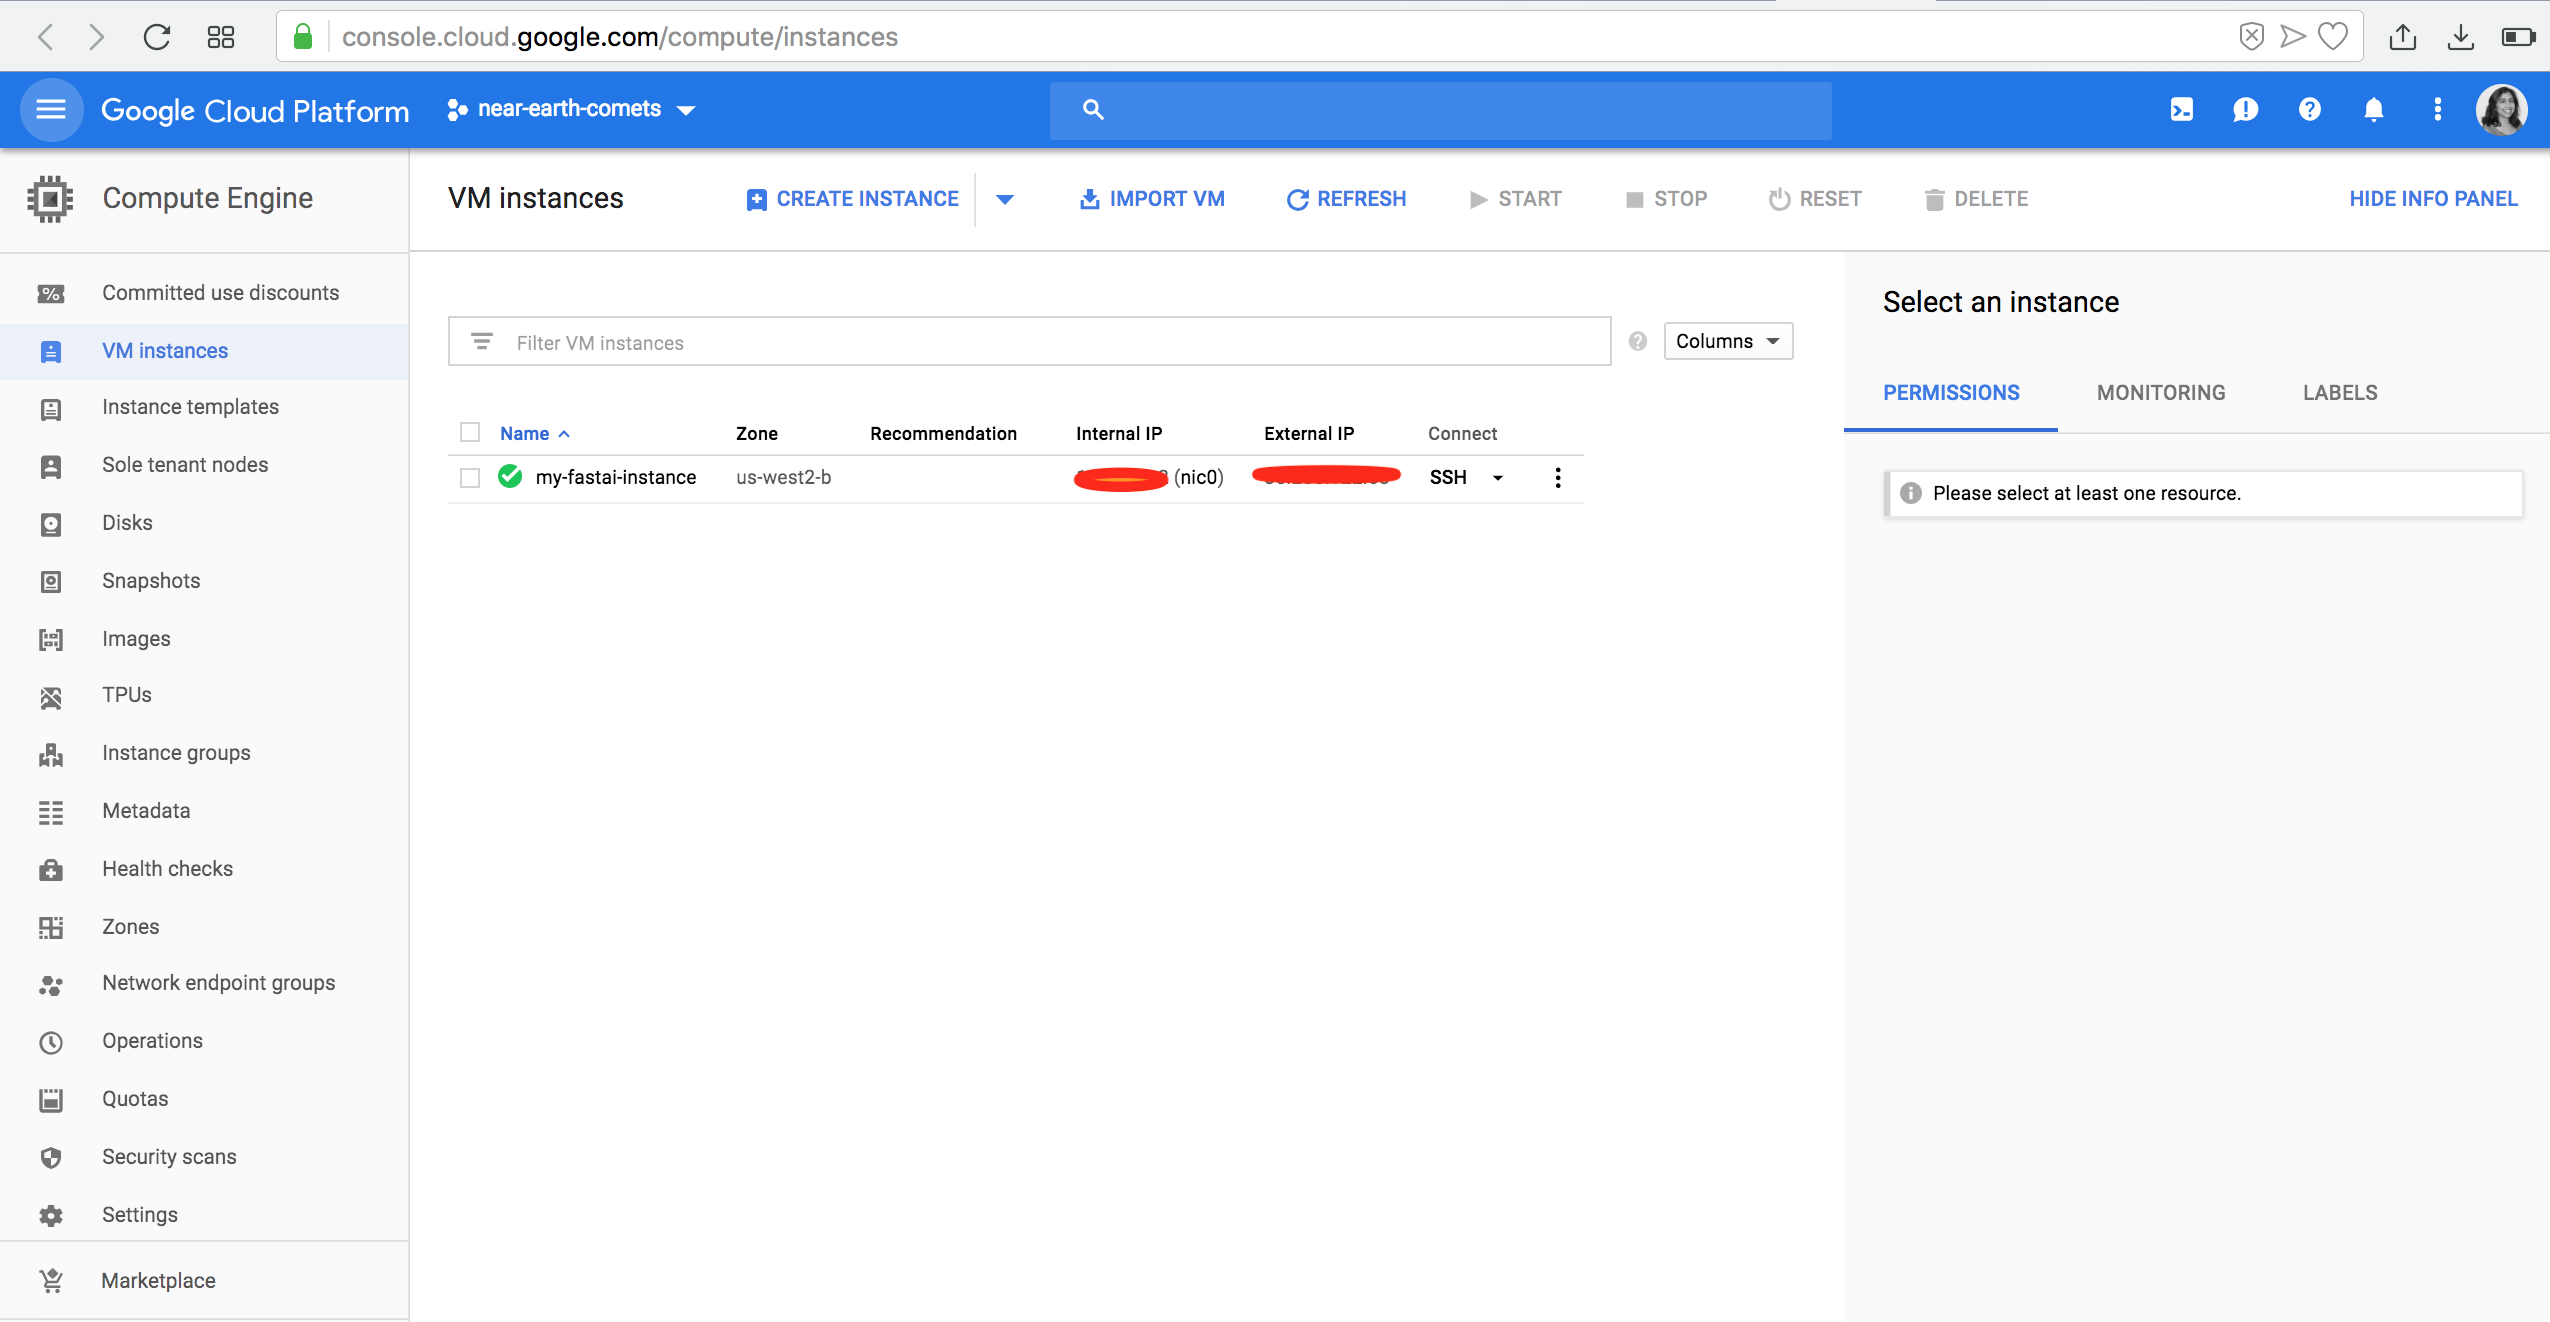 console.cloud.google.com/compute/instances
Google Cloud Platform near-earth-comets
Compute Engine
VM instances CREATE INSTANCE IMPORT VM REFRESH START STOP RESET DELETE HIDE INFO PANEL
Committed use discounts
VM instances
Instance templates
Sole tenant nodes
Disks
Snapshots
Images
TPUs
Instance groups
Metadata
Health checks
Zones
Network endpoint groups
Operations
Quotas
Security scans
Settings
Marketplace
Filter VM instances Columns
Name Zone Recommendation Internal IP External IP Connect
my-fastai-instance us-west2-b (nic0) SSH
Select an instance
PERMISSIONS MONITORING LABELS
Please select at least one resource.